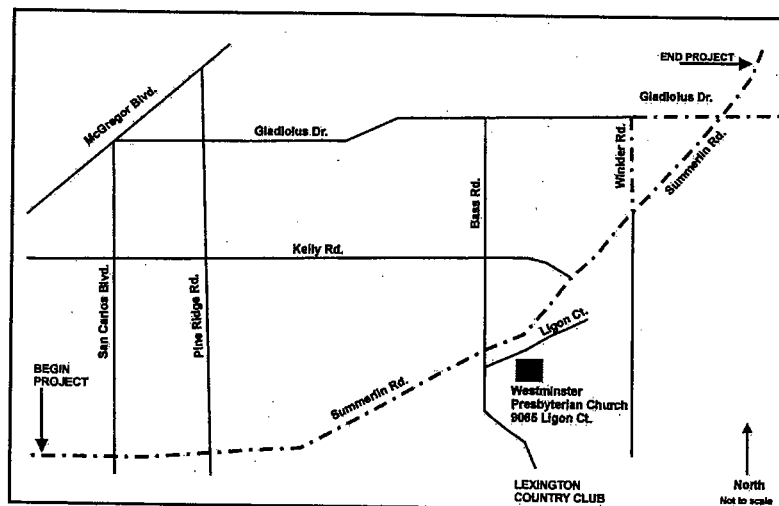 END PROJECT
McGregor Blvd.
Gladiolus Dr.
Gladiolus Dr.
Winkler Rd.
Summerlin Rd.
Bass Rd.
Kelly Rd.
San Carlos Blvd.
Pine Ridge Rd.
Ligon Ct.
BEGIN
PROJECT
Summerlin Rd.
Westminster
Presbyterian Church
9065 Ligon Ct.
LEXINGTON
COUNTRY CLUB
North
Not to scale